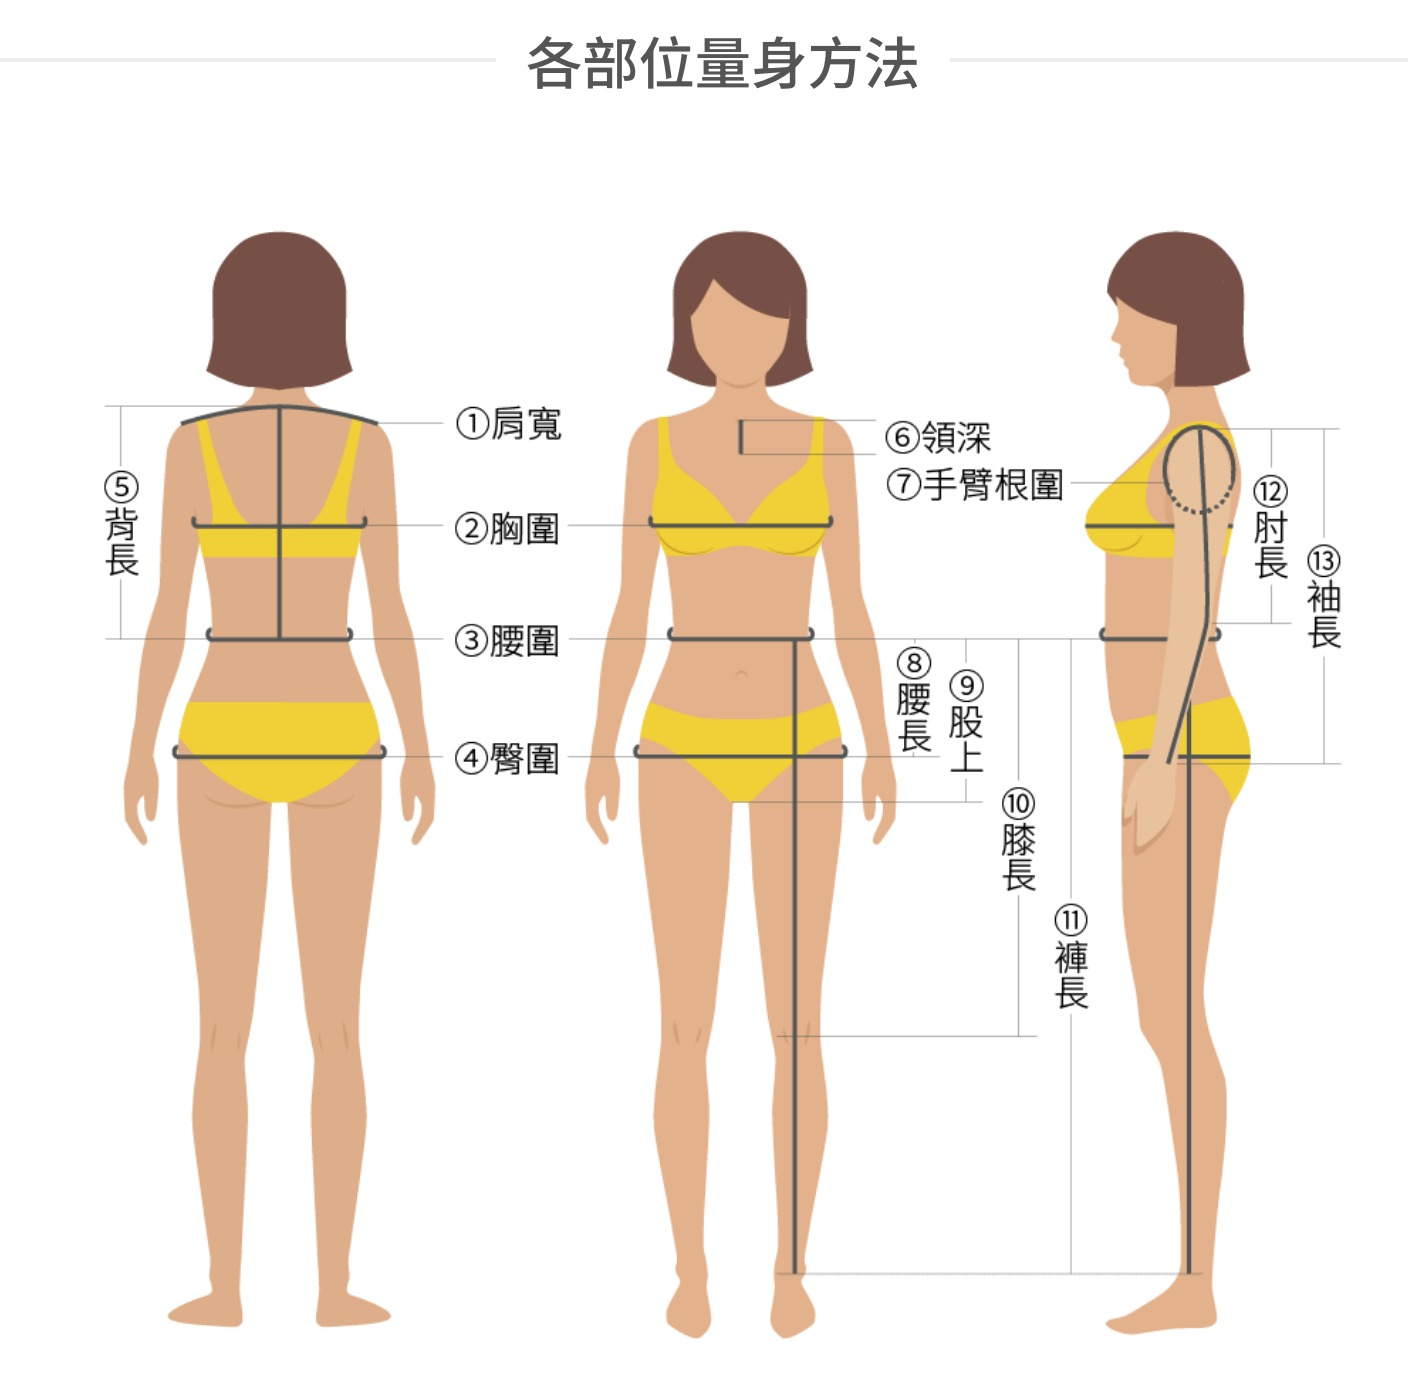 各部位量身方法
①肩寬
②胸圍
③腰圍
④臀圍
⑤背長
⑥領深
⑦手臂根圍
⑧腰長
⑨股上
⑩膝長
⑪褲長
⑫肘長
⑬袖長